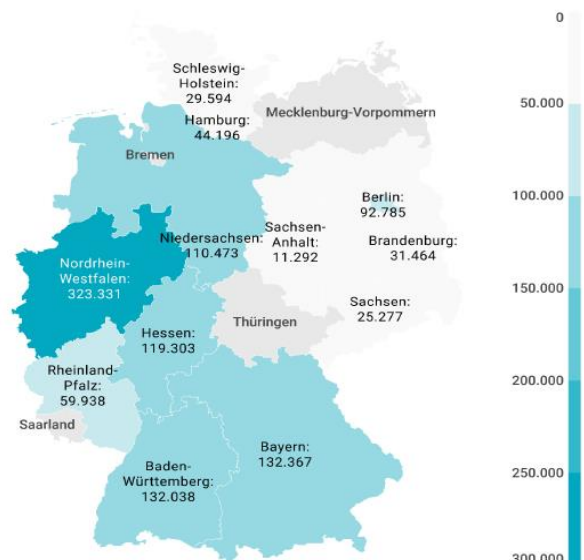 Schleswig-
Holstein:
29.594
Hamburg:
44.196
Mecklenburg-Vorpommern
Bremen
Berlin:
92.785
Niedersachsen:
110.473
Sachsen-
Anhalt:
11.292
Brandenburg:
31.464
Nordrhein-
Westfalen:
323.331
Sachsen:
25.277
Thüringen
Hessen:
119.303
Rheinland-
Pfalz:
59.938
Saarland
Bayern:
132.367
Baden-
Württemberg:
132.038
0
50.000
100.000
150.000
200.000
250.000
300.000